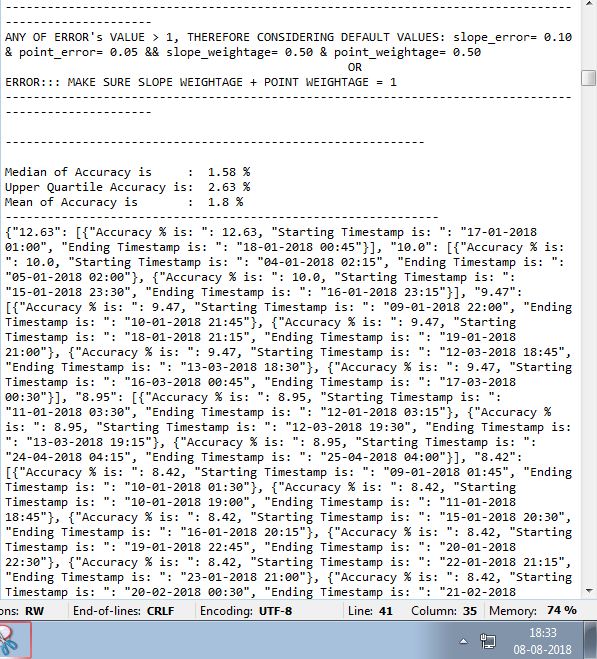 -------------------------------------------------------------------------------
--------------------
ANY OF ERROR's VALUE > 1, THEREFORE CONSIDERING DEFAULT VALUES: slope_error= 0.10
& point_error= 0.05 && slope_weightage= 0.50 & point_weightage= 0.50
OR
ERROR::: MAKE SURE SLOPE WEIGHTAGE + POINT WEIGHTAGE = 1
-------------------------------------------------------------------------------
--------------------
----------------------------------------------------------
Median of Accuracy is     :  1.58 %
Upper Quartile Accuracy is:  2.63 %
Mean of Accuracy is       :  1.8 %
------------------------------------------------------------
{"12.63": [{"Accuracy % is: ": 12.63, "Starting Timestamp is: ": "17-01-2018
01:00", "Ending Timestamp is: ": "18-01-2018 00:45"}], "10.0": [{"Accuracy % is:
": 10.0, "Starting Timestamp is: ": "04-01-2018 02:15", "Ending Timestamp is: ":
"05-01-2018 02:00"}, {"Accuracy % is: ": 10.0, "Starting Timestamp is: ":
"15-01-2018 23:30", "Ending Timestamp is: ": "16-01-2018 23:15"}], "9.47":
[{"Accuracy % is: ": 9.47, "Starting Timestamp is: ": "09-01-2018 22:00", "Ending
Timestamp is: ": "10-01-2018 21:45"}, {"Accuracy % is: ": 9.47, "Starting
Timestamp is: ": "18-01-2018 21:15", "Ending Timestamp is: ": "19-01-2018
21:00"}, {"Accuracy % is: ": 9.47, "Starting Timestamp is: ": "12-03-2018 18:45",
"Ending Timestamp is: ": "13-03-2018 18:30"}, {"Accuracy % is: ": 9.47, "Starting
Timestamp is: ": "16-03-2018 00:45", "Ending Timestamp is: ": "17-03-2018
00:30"}], "8.95": [{"Accuracy % is: ": 8.95, "Starting Timestamp is: ":
"11-01-2018 03:30", "Ending Timestamp is: ": "12-01-2018 03:15"}, {"Accuracy %
is: ": 8.95, "Starting Timestamp is: ": "12-03-2018 19:30", "Ending Timestamp is:
": "13-03-2018 19:15"}, {"Accuracy % is: ": 8.95, "Starting Timestamp is: ":
"24-04-2018 04:15", "Ending Timestamp is: ": "25-04-2018 04:00"}], "8.42":
[{"Accuracy % is: ": 8.42, "Starting Timestamp is: ": "09-01-2018 01:45", "Ending
Timestamp is: ": "10-01-2018 01:30"}, {"Accuracy % is: ": 8.42, "Starting
Timestamp is: ": "10-01-2018 19:00", "Ending Timestamp is: ": "11-01-2018
18:45"}, {"Accuracy % is: ": 8.42, "Starting Timestamp is: ": "15-01-2018 20:30",
"Ending Timestamp is: ": "16-01-2018 20:15"}, {"Accuracy % is: ": 8.42, "Starting
Timestamp is: ": "19-01-2018 22:45", "Ending Timestamp is: ": "20-01-2018
22:30"}, {"Accuracy % is: ": 8.42, "Starting Timestamp is: ": "22-01-2018 21:15",
"Ending Timestamp is: ": "23-01-2018 21:00"}, {"Accuracy % is: ": 8.42, "Starting
Timestamp is: ": "20-02-2018 00:30", "Ending Timestamp is: ": "21-02-2018
ons: RW End-of-lines: CRLF Encoding: UTF-8 Line: 41 Column: 35 Memory: 74 %
18:33
08-08-2018